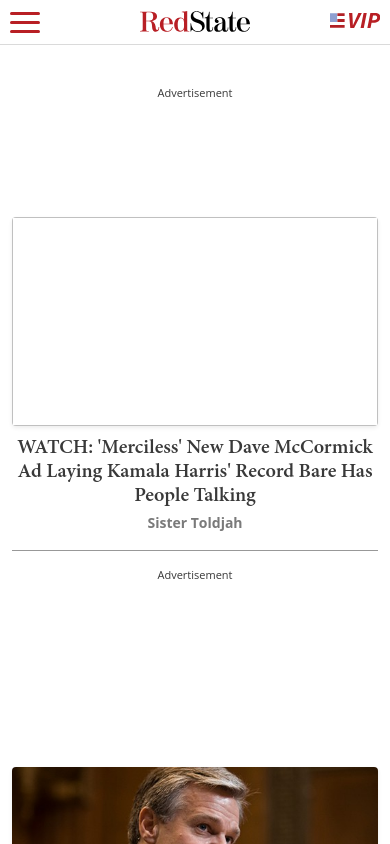 RedState
VIP
Advertisement
WATCH: 'Merciless' New Dave McCormick
Ad Laying Kamala Harris' Record Bare Has
People Talking
Sister Toldjah
Advertisement